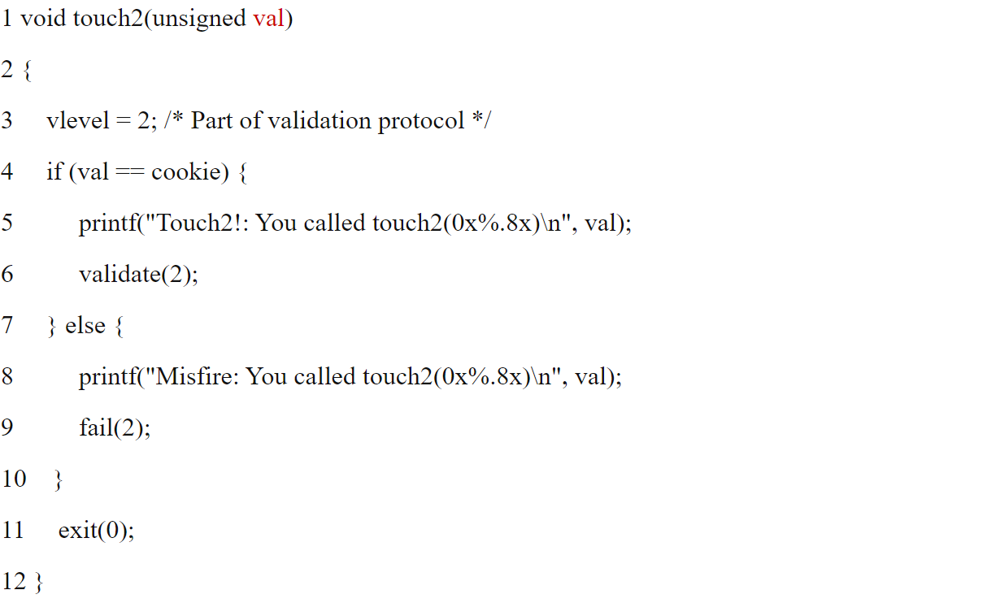 1 void touch2(unsigned val)
2 {
3 vlevel = 2; /* Part of validation protocol */
4 if (val == cookie) {
5 printf("Touch2!: You called touch2(0x%.8x)\n", val);
6 validate(2);
7 } else {
8 printf("Misfire: You called touch2(0x%.8x)\n", val);
9 fail(2);
10 }
11 exit(0);
12 }